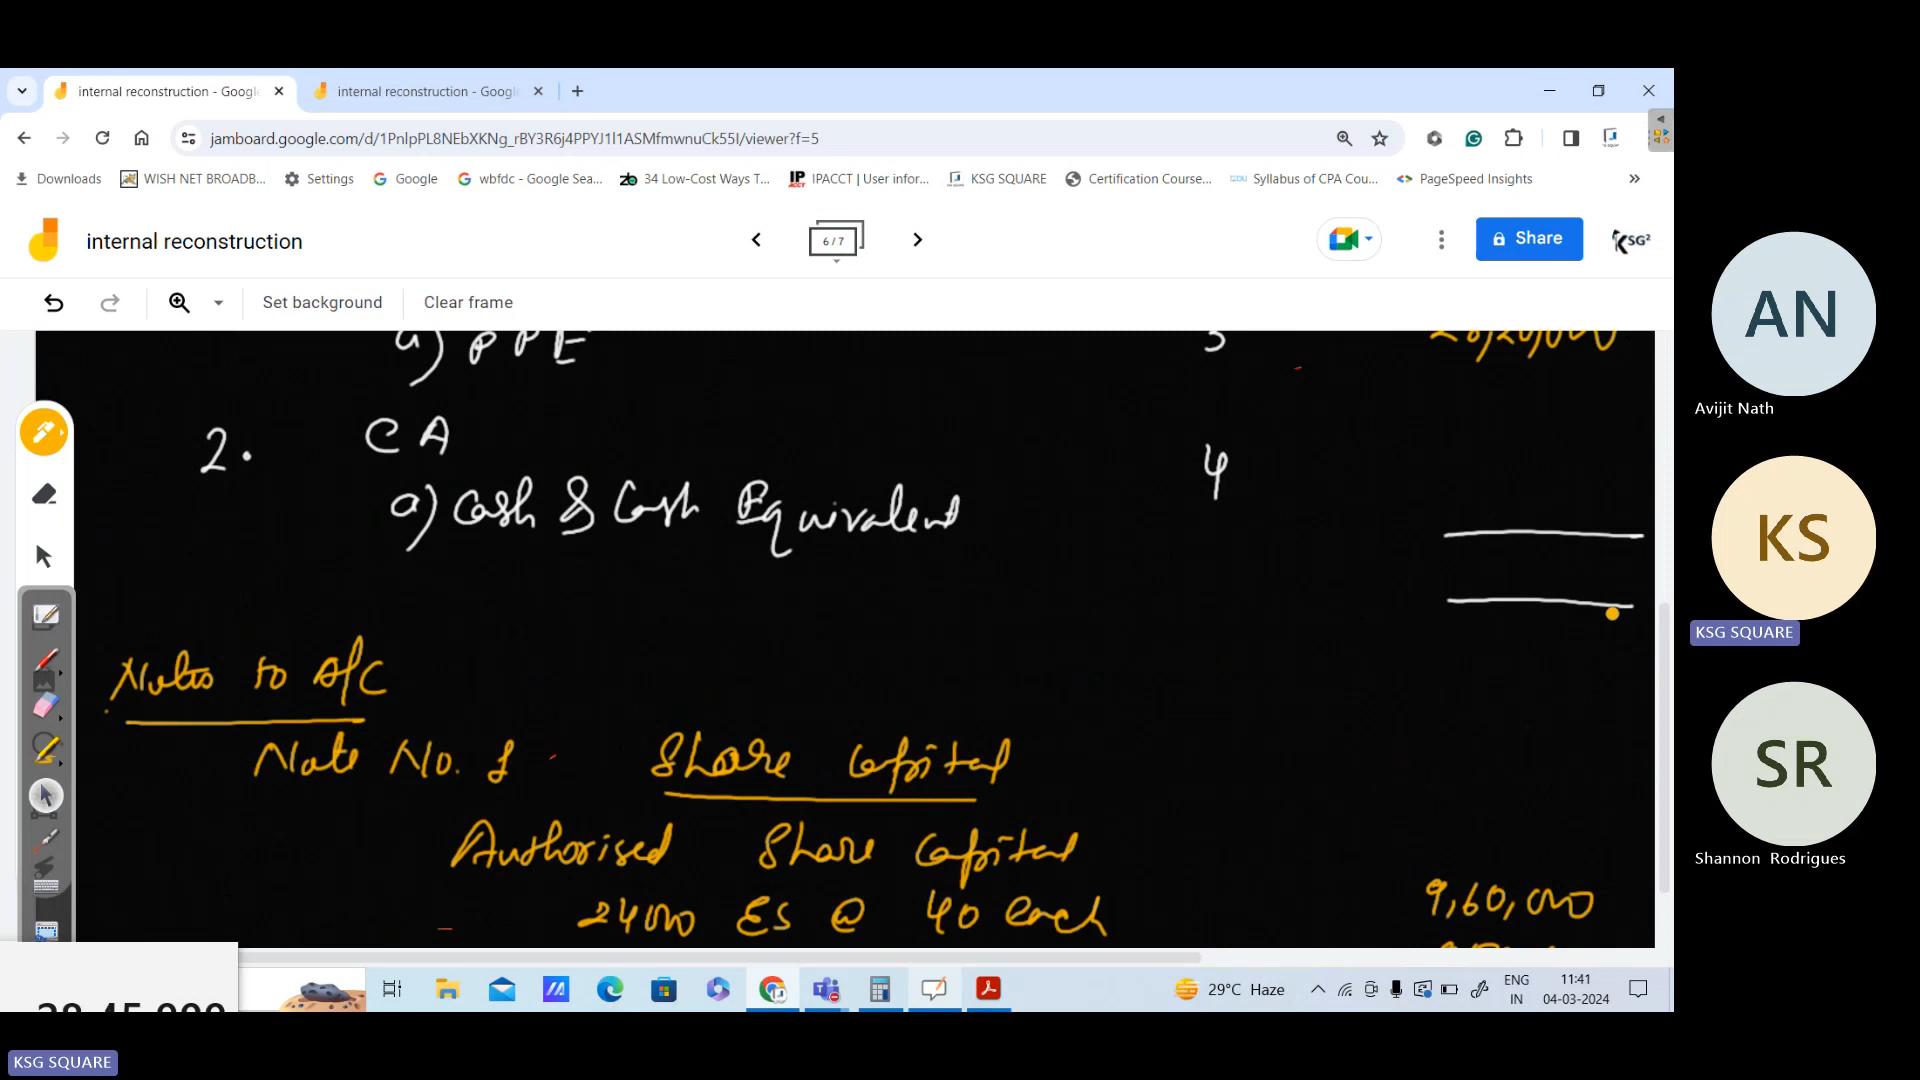 internal reconstruction - Google
internal reconstruction - Google
jamboard.google.com/d/1PnlpPL8NEbXKNg_rBY3R6j4PPYJ1l1ASMfmwnuCk55I/viewer?f=5
Downloads WISH NET BROADB... Settings Google wbfdc - Google Sea... 34 Low-Cost Ways T... IPACCT | User infor... KSG SQUARE Certification Course... Syllabus of CPA Cou... PageSpeed Insights
internal reconstruction
6 / 7
Share
KSG²
Set background Clear frame
a) PPE 3
2. CA 4
a) Cash & Cash Equivalent
Notes to A/C
Note No. 1 Share Capital
Authorised Share Capital
24000 ES @ 40 each 9,60,000
AN
Avijit Nath
KS
KSG SQUARE
SR
Shannon Rodrigues
29°C Haze
ENG
IN
11:41
04-03-2024
KSG SQUARE